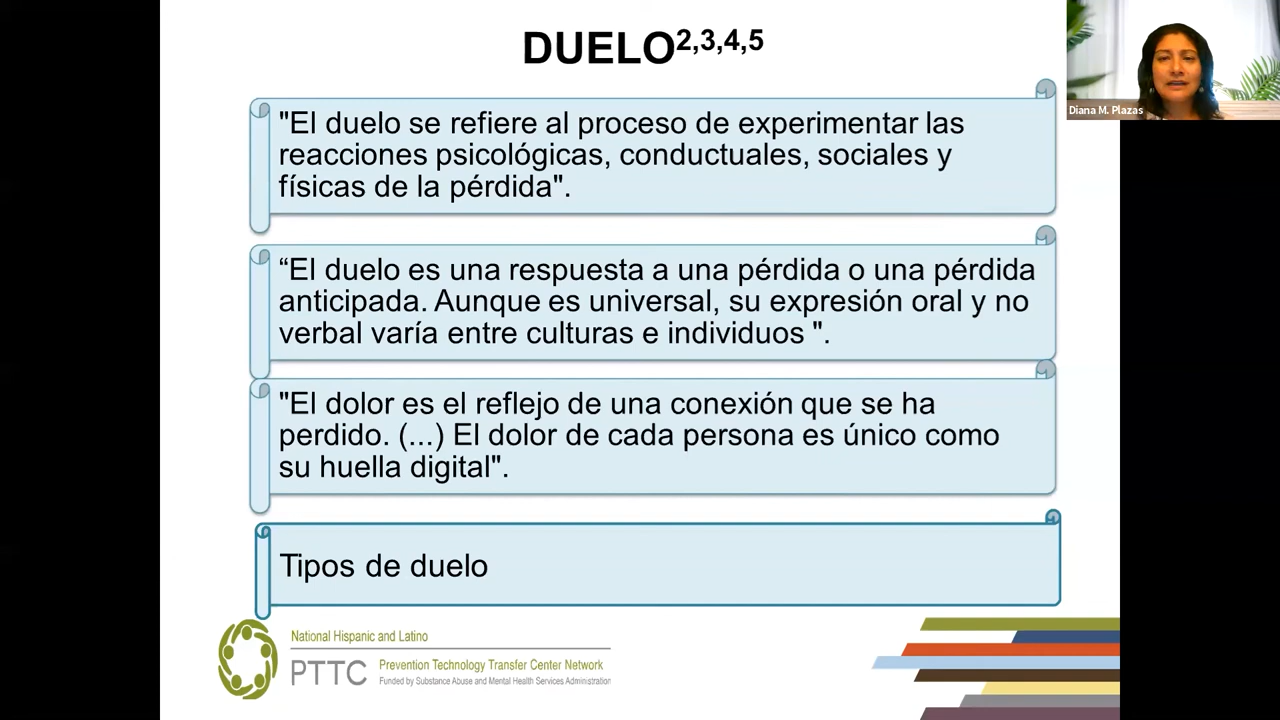 DUELO2,3,4,5
Diana M. Plazas
"El duelo se refiere al proceso de experimentar las
reacciones psicológicas, conductuales, sociales y
físicas de la pérdida".
“El duelo es una respuesta a una pérdida o una pérdida
anticipada. Aunque es universal, su expresión oral y no
verbal varía entre culturas e individuos ".
"El dolor es el reflejo de una conexión que se ha
perdido. (...) El dolor de cada persona es único como
su huella digital".
Tipos de duelo
National Hispanic and Latino
PTTC
Prevention Technology Transfer Center Network
Funded by Substance Abuse and Mental Health Services Administration